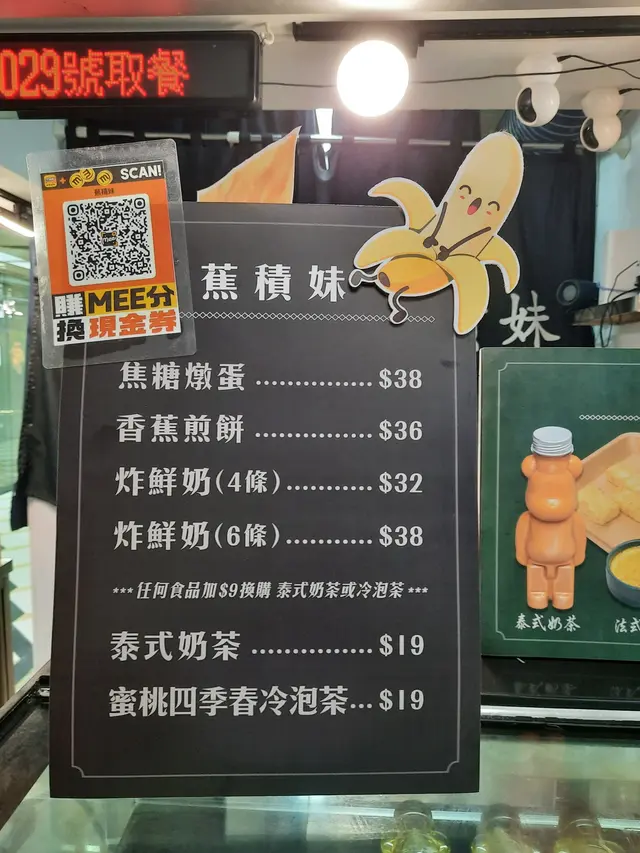 029號取餐
SCAN!
蕉積妹
賺MEE分
換現金券
蕉積妹
妹
焦糖燉蛋 ............... $38
香蕉煎餅 ............... $36
炸鮮奶(4條)........... $32
炸鮮奶(6條)........... $38
*** 任何食品加$9換購 泰式奶茶或冷泡茶 ***
泰式奶茶 ............... $19
蜜桃四季春冷泡茶... $19
泰式奶茶
法式